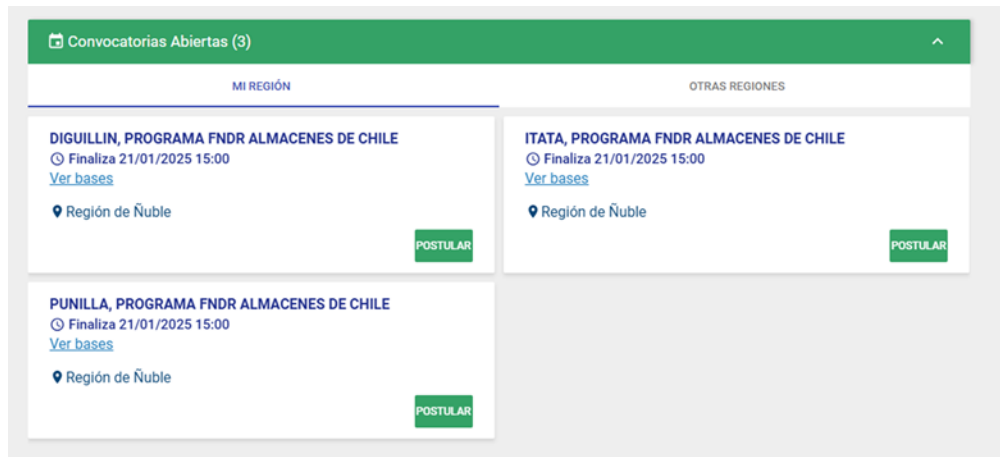 Convocatorias Abiertas (3)
MI REGIÓN
OTRAS REGIONES
DIGUILLIN, PROGRAMA FNDR ALMACENES DE CHILE
Finaliza 21/01/2025 15:00
Ver bases
Región de Ñuble
POSTULAR
ITATA, PROGRAMA FNDR ALMACENES DE CHILE
Finaliza 21/01/2025 15:00
Ver bases
Región de Ñuble
POSTULAR
PUNILLA, PROGRAMA FNDR ALMACENES DE CHILE
Finaliza 21/01/2025 15:00
Ver bases
Región de Ñuble
POSTULAR